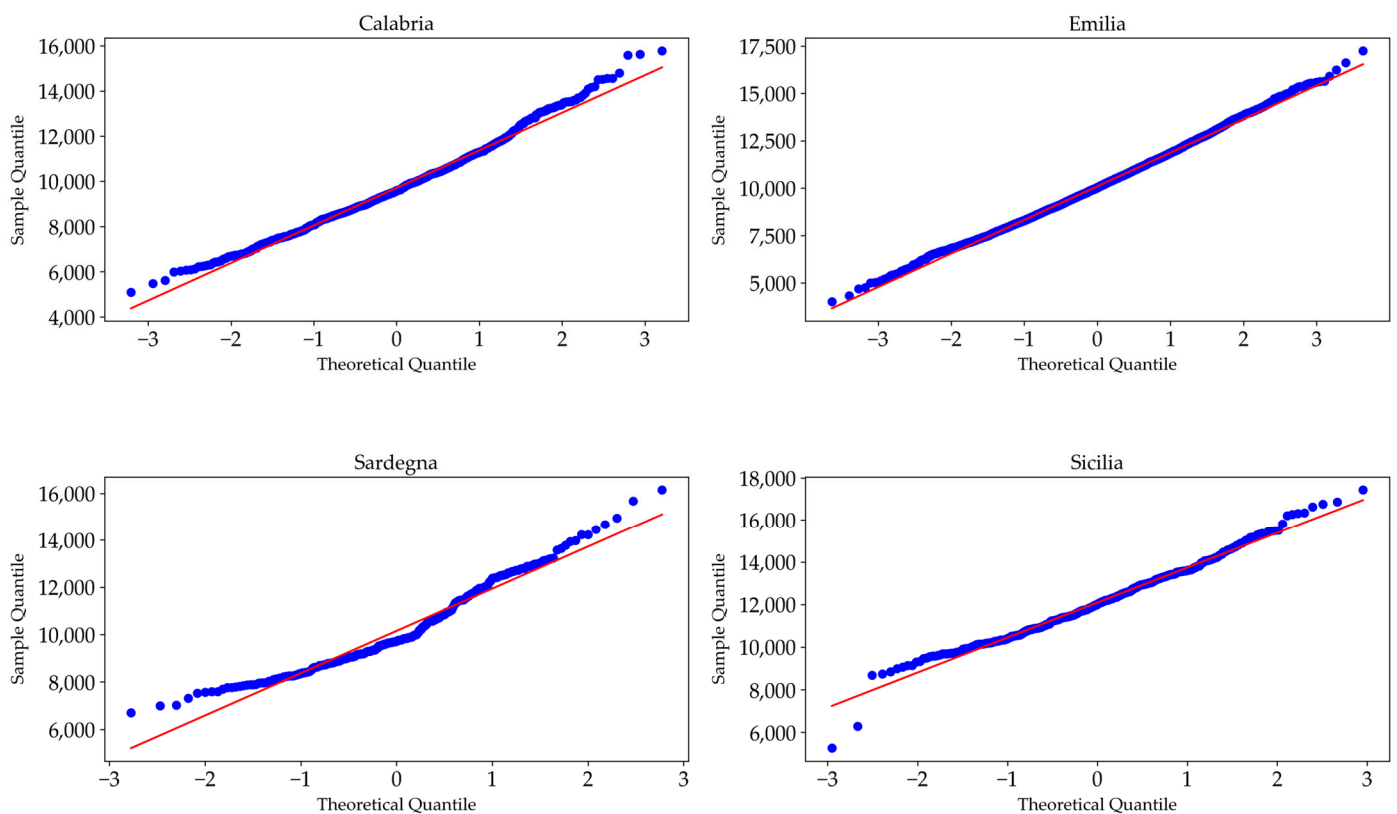 Calabria
16,000
14,000
12,000
10,000
8,000
6,000
4,000
Sample Quantile
−3 −2 −1 0 1 2 3
Theoretical Quantile
Emilia
17,500
15,000
12,500
10,000
7,500
5,000
Sample Quantile
−3 −2 −1 0 1 2 3
Theoretical Quantile
Sardegna
16,000
14,000
12,000
10,000
8,000
6,000
Sample Quantile
−3 −2 −1 0 1 2 3
Theoretical Quantile
Sicilia
18,000
16,000
14,000
12,000
10,000
8,000
6,000
Sample Quantile
−3 −2 −1 0 1 2 3
Theoretical Quantile